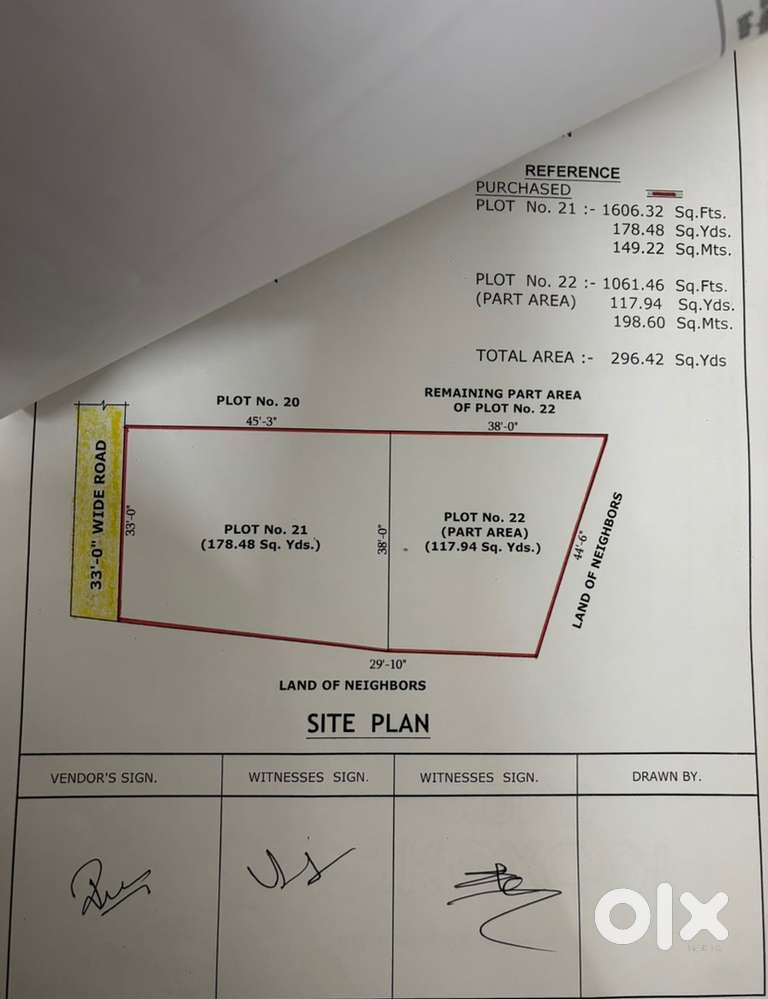 REFERENCE
PURCHASED
PLOT No. 21 :- 1606.32 Sq.Fts.
178.48 Sq.Yds.
149.22 Sq.Mts.
PLOT No. 22 :- 1061.46 Sq.Fts.
(PART AREA) 117.94 Sq.Yds.
198.60 Sq.Mts.
TOTAL AREA :- 296.42 Sq.Yds
PLOT No. 20
REMAINING PART AREA
OF PLOT No. 22
45'-3"
38'-0"
33'-0" WIDE ROAD
33'-0"
PLOT No. 21
(178.48 Sq. Yds.)
38'-0"
PLOT No. 22
(PART AREA)
(117.94 Sq. Yds.)
44'-6"
LAND OF NEIGHBORS
29'-10"
LAND OF NEIGHBORS
SITE PLAN
VENDOR'S SIGN.
WITNESSES SIGN.
WITNESSES SIGN.
DRAWN BY.
olx